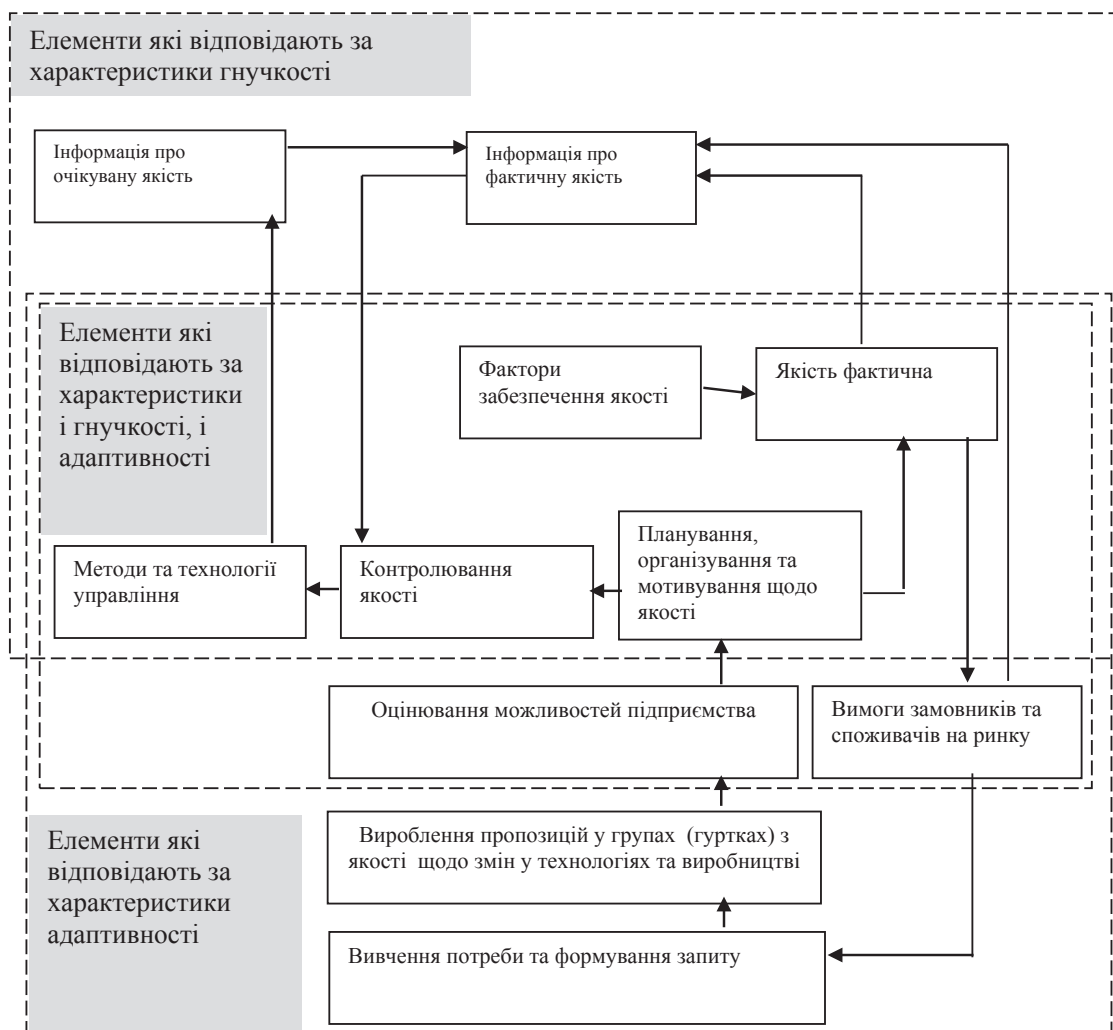 Елементи які відповідають за
характеристики гнучкості
Інформація про
очікувану якість
Інформація про
фактичну якість
Елементи які
відповідають за
характеристики
і гнучкості, і
адаптивності
Фактори
забезпечення якості
Якість фактична
Методи та технології
управління
Контролювання
якості
Планування,
організування та
мотивування щодо
якості
Оцінювання можливостей підприємства
Вимоги замовників та
споживачів на ринку
Елементи які
відповідають за
характеристики
адаптивності
Вироблення пропозицій у групах (гуртках) з
якості щодо змін у технологіях та виробництві
Вивчення потреби та формування запиту